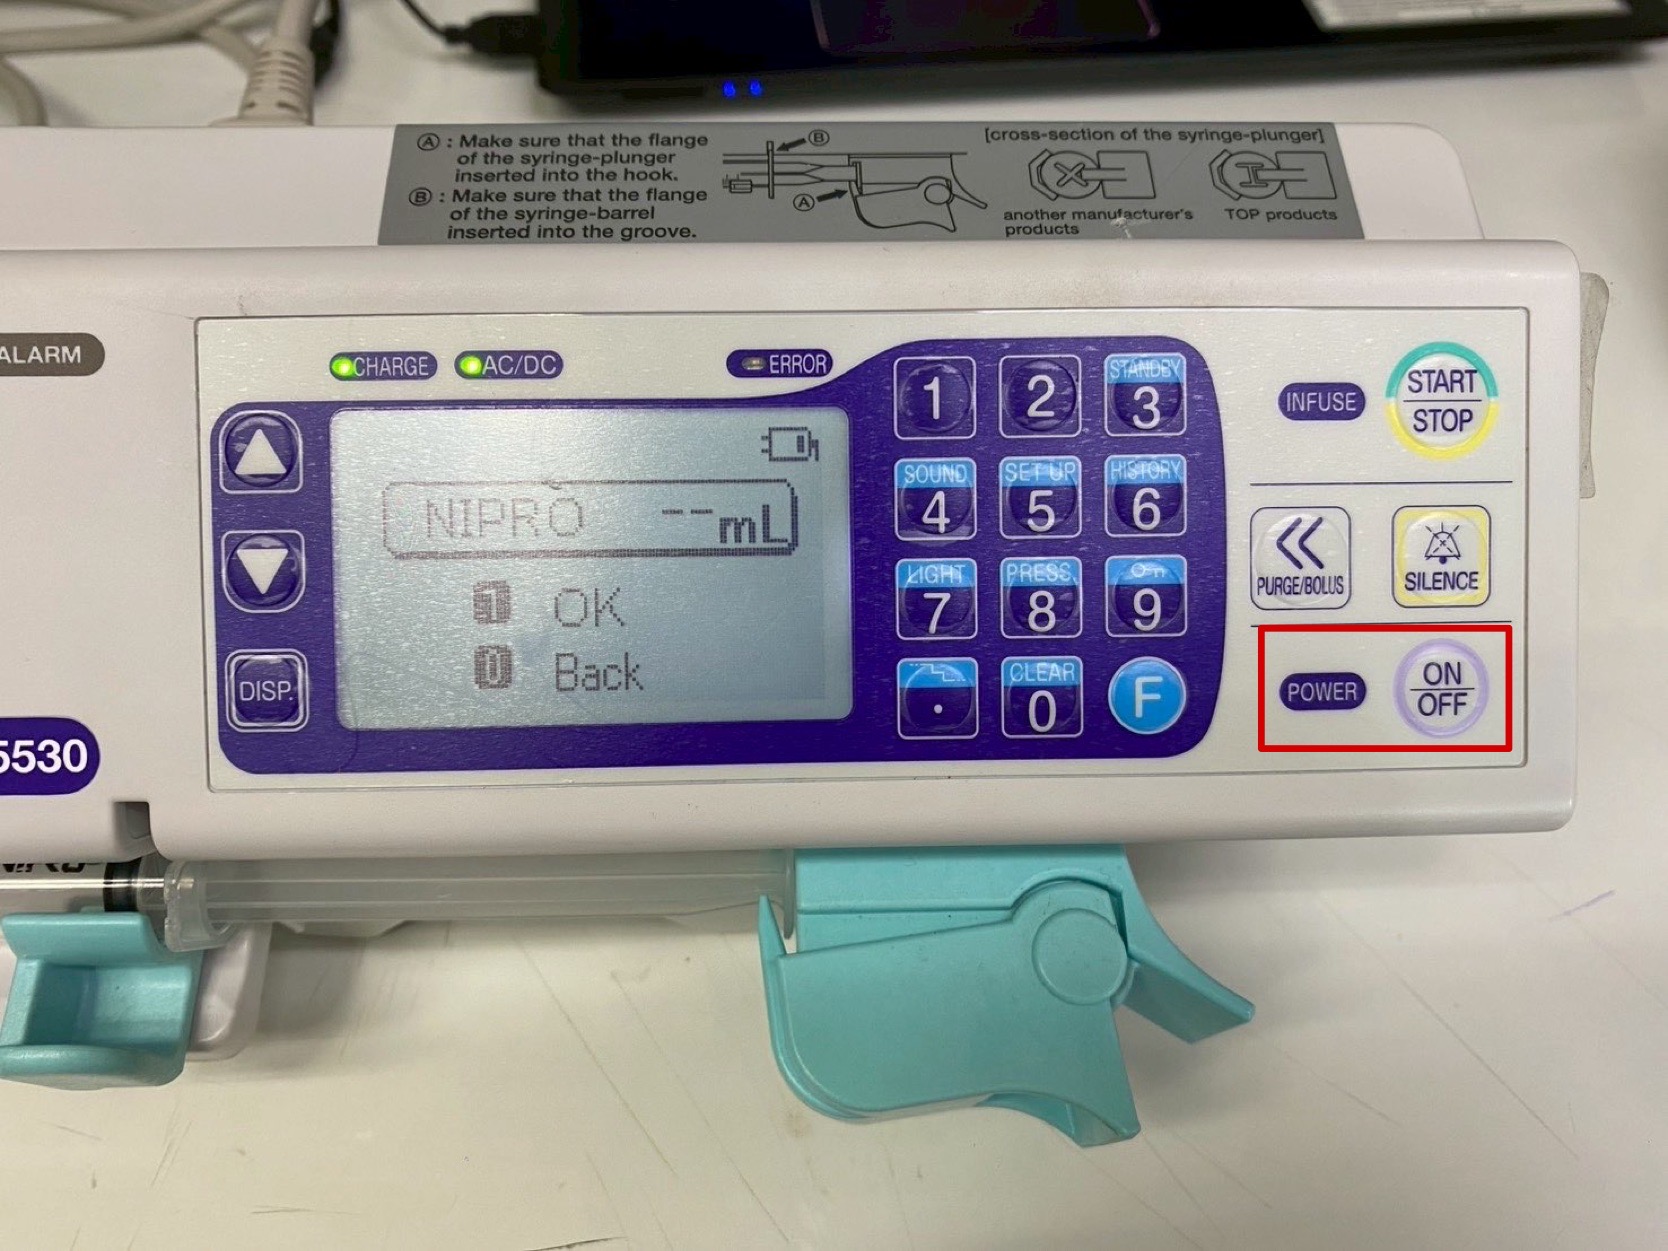 Ⓐ : Make sure that the flange
of the syringe-plunger
inserted into the hook.
Ⓑ : Make sure that the flange
of the syringe-barrel
inserted into the groove.
Ⓑ
Ⓐ
[cross-section of the syringe-plunger]
another manufacturer's
products
TOP products
ALARM
CHARGE
AC/DC
ERROR
NIPRO ----mL
1 OK
0 Back
DISP.
1
2
STANDBY
3
SOUND
4
SET UP
5
HISTORY
6
LIGHT
7
PRESS.
8
9
.
CLEAR
0
F
INFUSE
START
STOP
PURGE/BOLUS
SILENCE
POWER
ON
OFF
5530